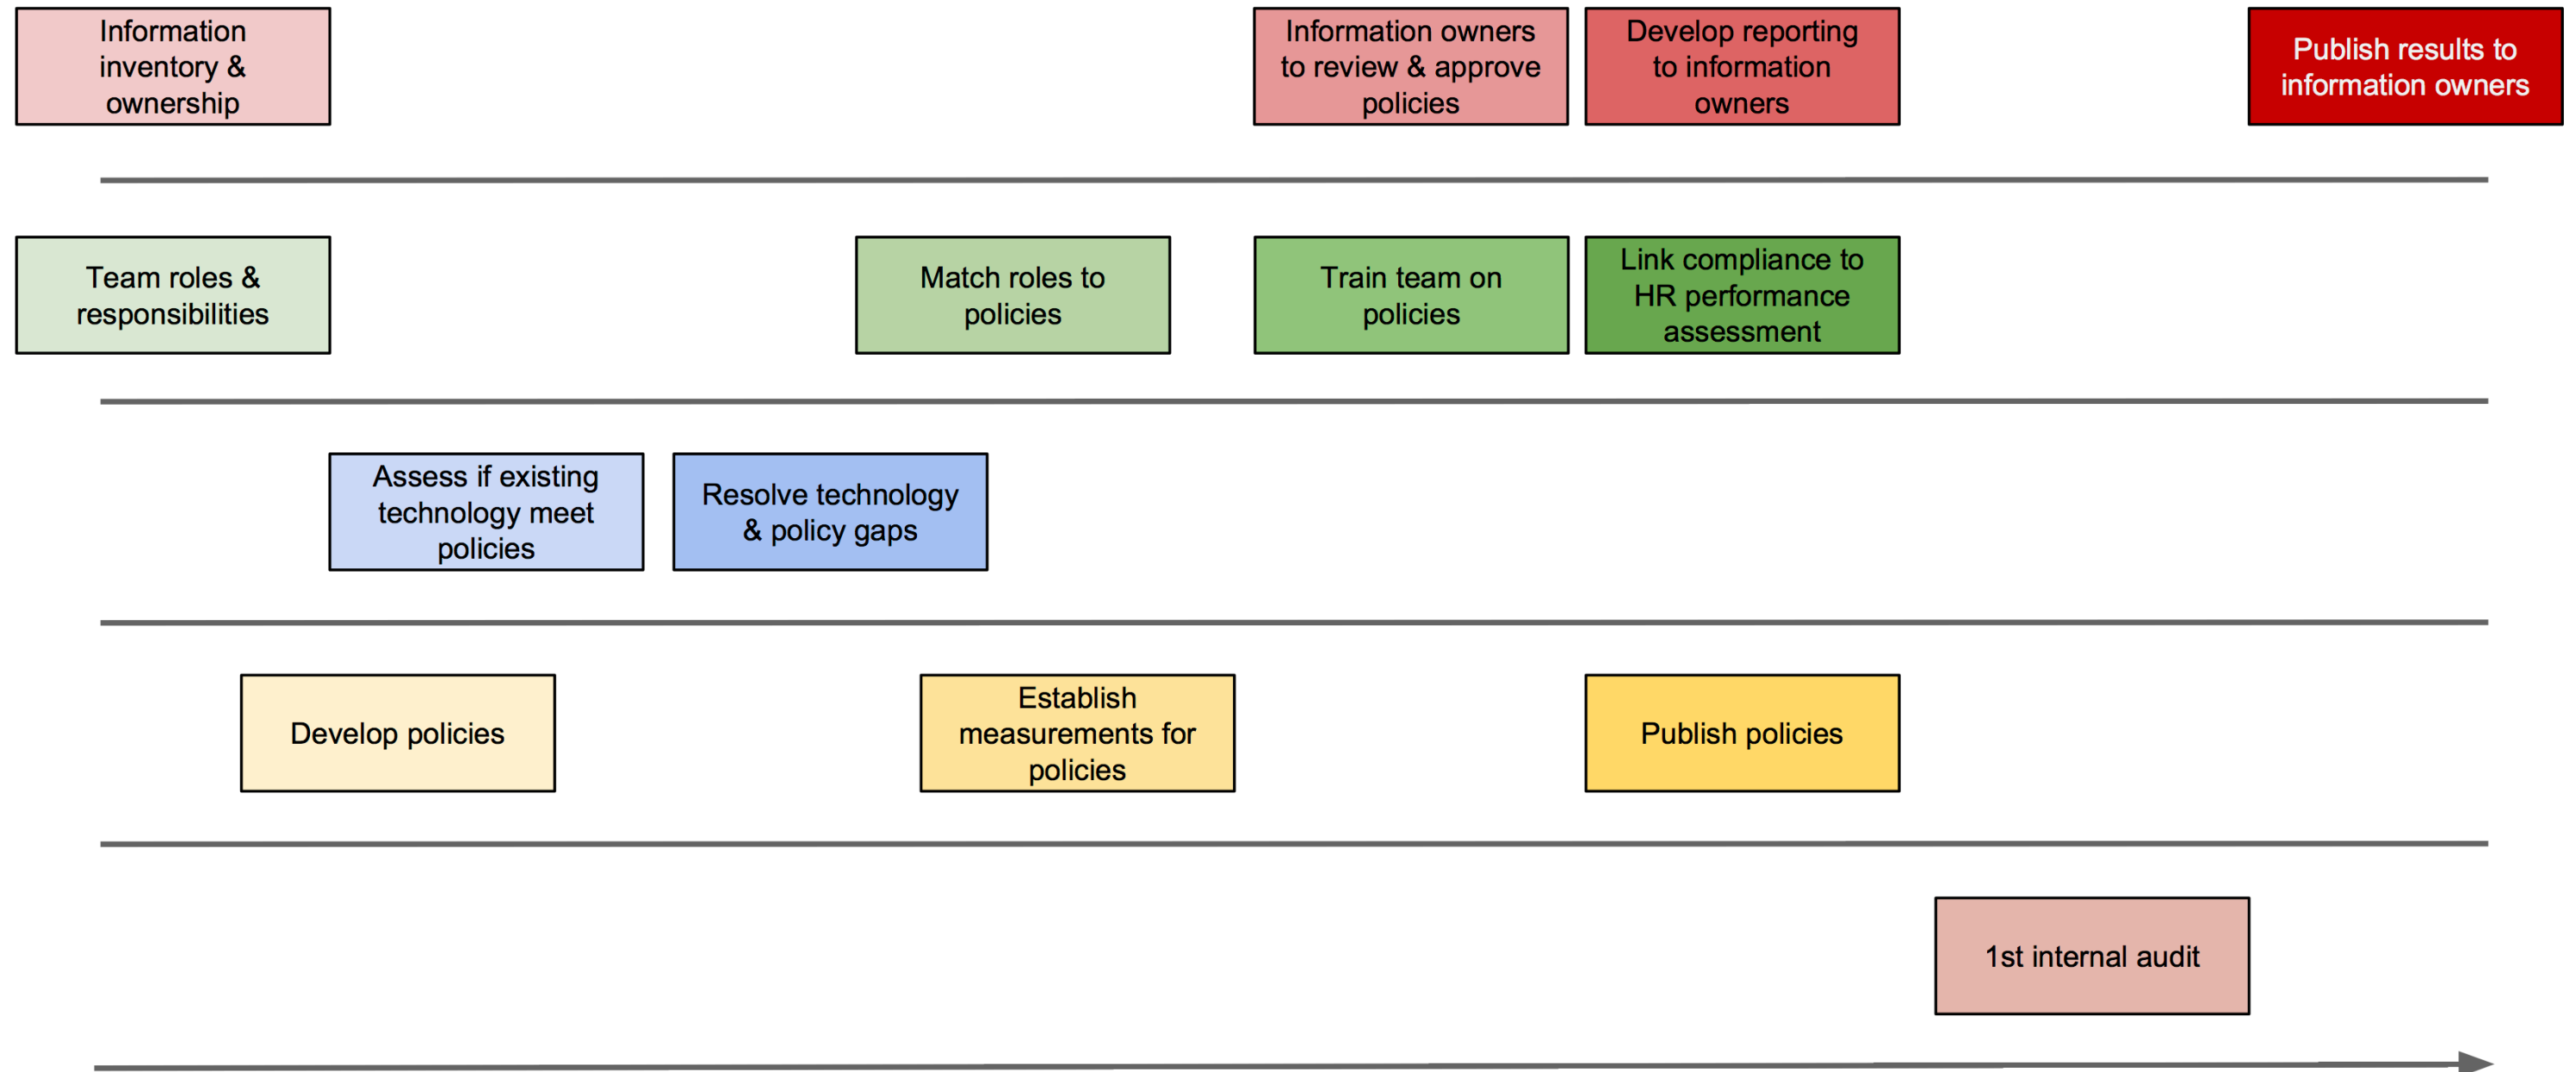 Information
inventory &
ownership
Information owners
to review & approve
policies
Develop reporting
to information
owners
Publish results to
information owners
Team roles &
responsibilities
Match roles to
policies
Train team on
policies
Link compliance to
HR performance
assessment
Assess if existing
technology meet
policies
Resolve technology
& policy gaps
Develop policies
Establish
measurements for
policies
Publish policies
1st internal audit